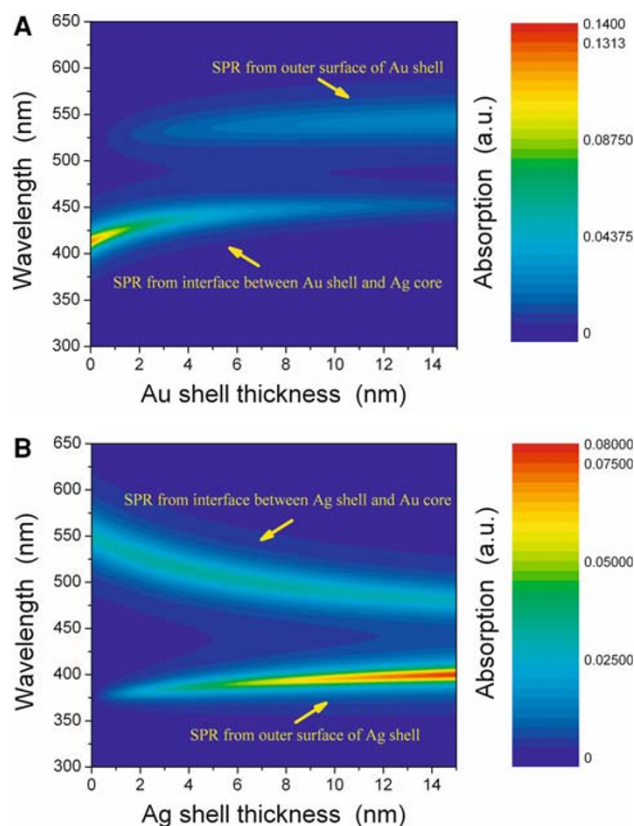 A
650
600
550
500
450
400
350
300
Wavelength (nm)
SPR from outer surface of Au shell
SPR from interface between Au shell and Ag core
0 2 4 6 8 10 12 14
Au shell thickness (nm)
Absorption (a.u.)
0.1400
0.1313
0.08750
0.04375
0
B
650
600
550
500
450
400
350
300
Wavelength (nm)
SPR from interface between Ag shell and Au core
SPR from outer surface of Ag shell
0 2 4 6 8 10 12 14
Ag shell thickness (nm)
Absorption (a.u.)
0.08000
0.07500
0.05000
0.02500
0